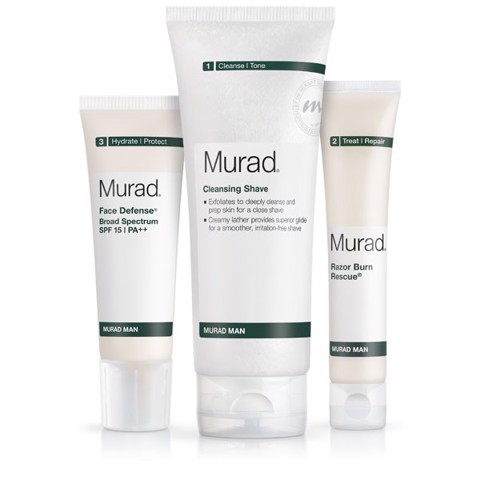 3 Hydrate | Protect
Murad®
Face Defense®
Broad Spectrum
SPF 15 | PA++
MURAD MAN
1 Cleanse | Tone
Murad®
Cleansing Shave
• Exfoliates to deeply cleanse and
prep skin for a close shave
• Creamy lather provides superior glide
for a smoother, irritation-free shave
MURAD MAN
2 Treat | Repair
Murad®
Razor Burn
Rescue®
MURAD MAN